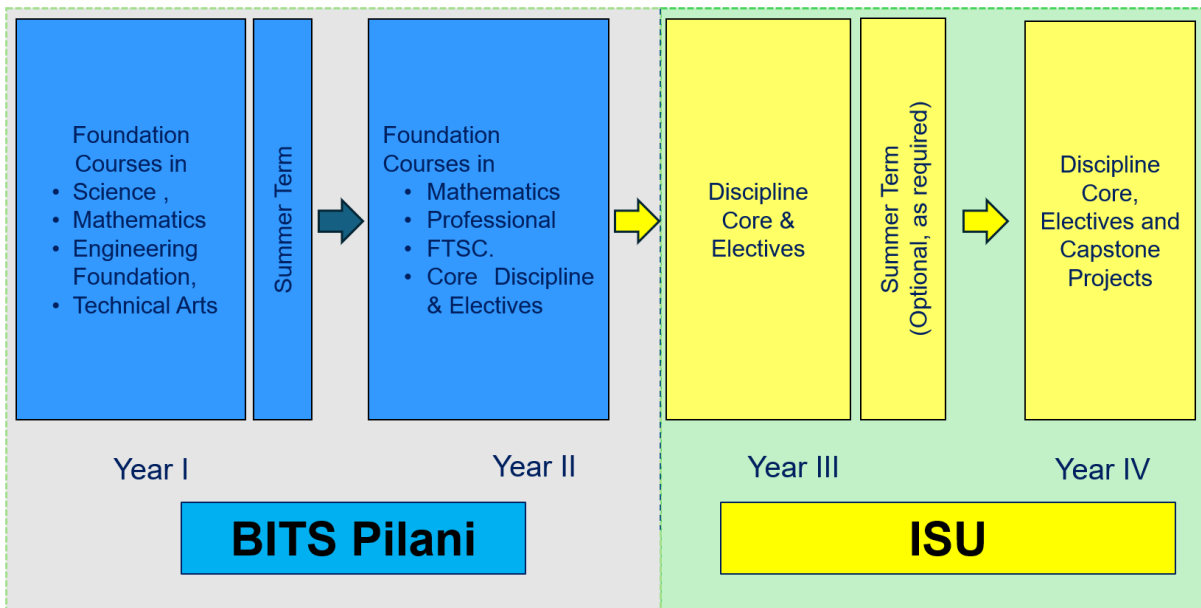 Foundation
Courses in
• Science ,
• Mathematics
• Engineering
Foundation,
• Technical Arts
Summer Term
Foundation
Courses in
• Mathematics
• Professional
• FTSC.
• Core Discipline
& Electives
Discipline
Core &
Electives
Summer Term
(Optional, as required)
Discipline
Core,
Electives and
Capstone
Projects
Year I
Year II
Year III
Year IV
BITS Pilani
ISU